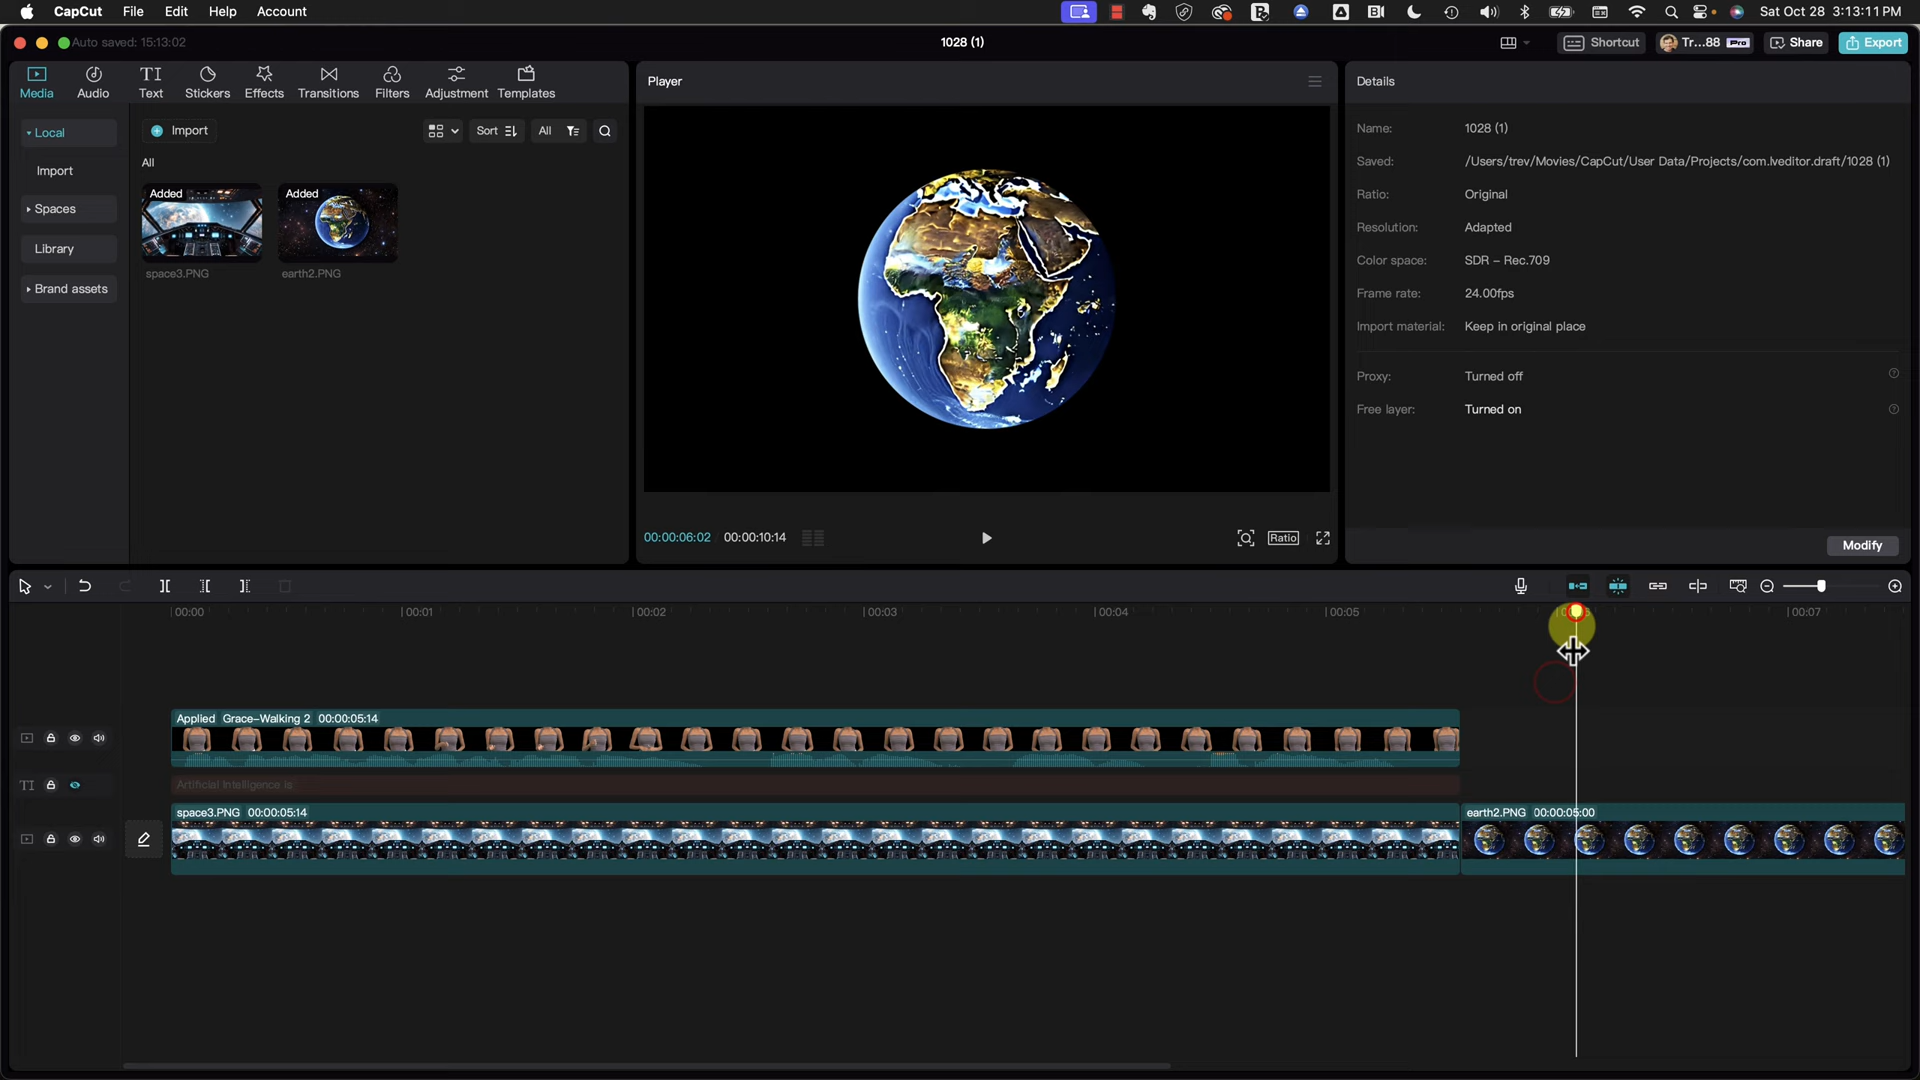 CapCut File Edit Help Account
Sat Oct 28 3:13:11 PM
Auto saved: 15:13:02
1028 (1)
Shortcut
Tr...88 Pro
Share
Export
Media Audio Text Stickers Effects Transitions Filters Adjustment Templates
Local
Import
Spaces
Library
Brand assets
Import
Sort
All
All
Added
Added
space3.PNG
earth2.PNG
Player
00:00:06:02 00:00:10:14
Ratio
Details
Name: 1028 (1)
Saved: /Users/trev/Movies/CapCut/User Data/Projects/com.lveditor.draft/1028 (1)
Ratio: Original
Resolution: Adapted
Color space: SDR – Rec.709
Frame rate: 24.00fps
Import material: Keep in original place
Proxy: Turned off
Free layer: Turned on
Modify
00:00 00:01 00:02 00:03 00:04 00:05 00:07
Applied Grace-Walking 2 00:00:05:14
TI Artificial Intelligence is
space3.PNG 00:00:05:14
earth2.PNG 00:00:05:00